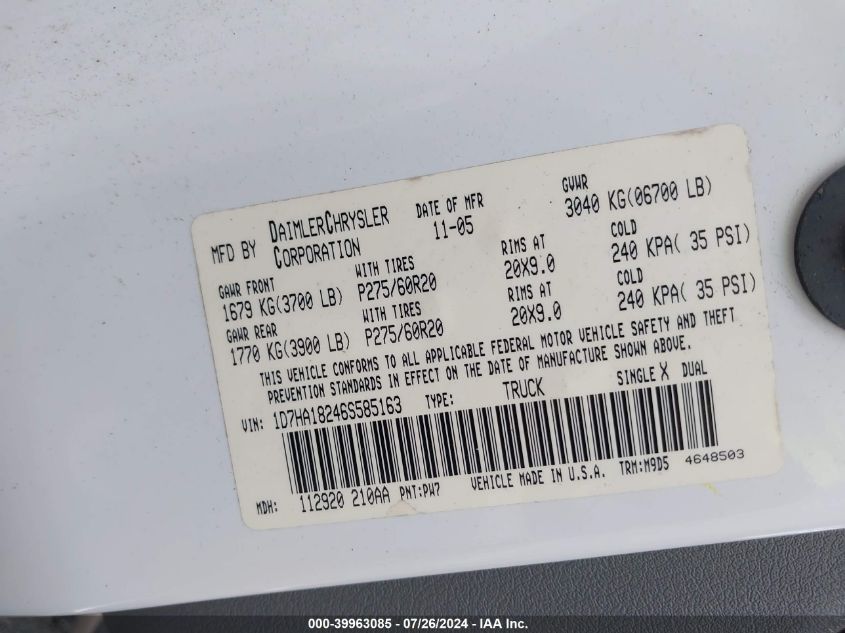 MFD BY DAIMLERCHRYSLER CORPORATION DATE OF MFR 11-05 GVWR 3040 KG(06700 LB)
GAWR FRONT WITH TIRES RIMS AT COLD
1679 KG(3700 LB) P275/60R20 20X9.0 240 KPA( 35 PSI)
GAWR REAR WITH TIRES RIMS AT COLD
1770 KG(3900 LB) P275/60R20 20X9.0 240 KPA( 35 PSI)
THIS VEHICLE CONFORMS TO ALL APPLICABLE FEDERAL MOTOR VEHICLE SAFETY AND THEFT
PREVENTION STANDARDS IN EFFECT ON THE DATE OF MANUFACTURE SHOWN ABOVE.
VIN: 1D7HA18246S585163 TYPE: TRUCK SINGLE X DUAL
MDH: 112920 210AA PNT:PW7 VEHICLE MADE IN U.S.A. TRM:M9D5 4648503
000-39963085 / 07/26/2024 - IAA Inc.